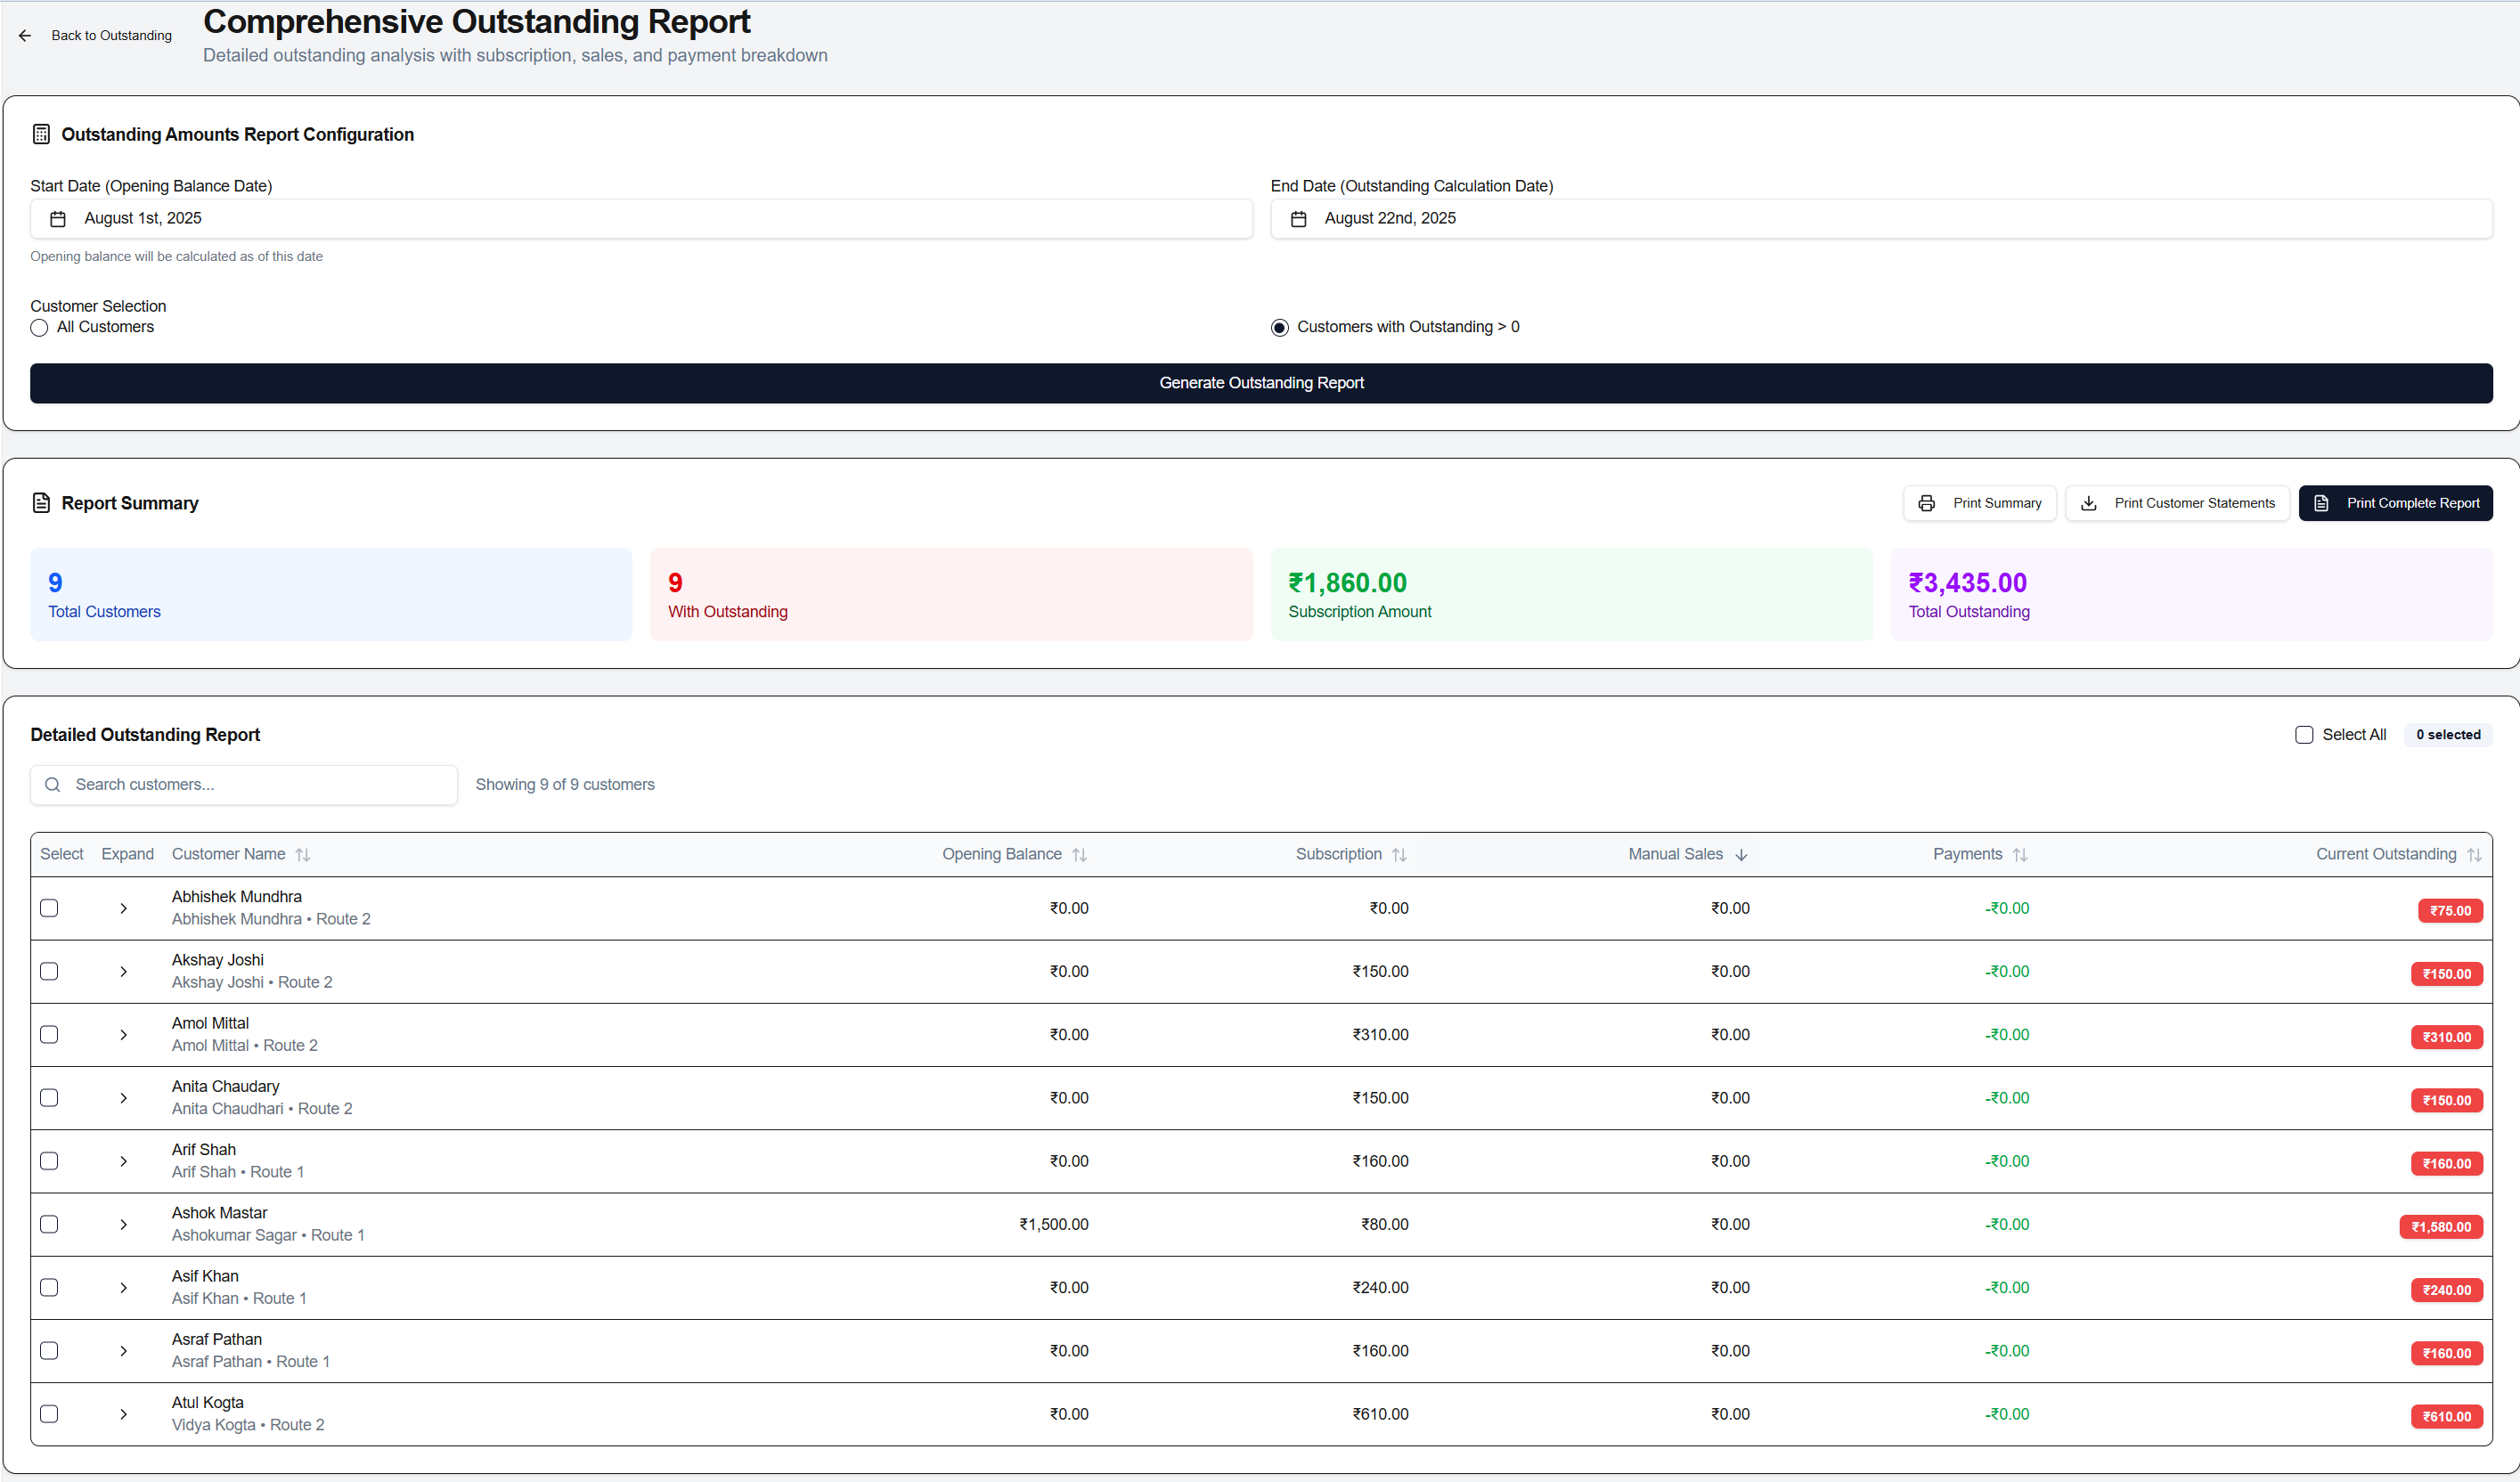 Back to Outstanding
Comprehensive Outstanding Report
Detailed outstanding analysis with subscription, sales, and payment breakdown
Outstanding Amounts Report Configuration
Start Date (Opening Balance Date)
August 1st, 2025
Opening balance will be calculated as of this date
End Date (Outstanding Calculation Date)
August 22nd, 2025
Customer Selection
All Customers
Customers with Outstanding > 0
Generate Outstanding Report
Report Summary
Print Summary
Print Customer Statements
Print Complete Report
9
Total Customers
9
With Outstanding
₹1,860.00
Subscription Amount
₹3,435.00
Total Outstanding
Detailed Outstanding Report
Select All
0 selected
Search customers...
Showing 9 of 9 customers
Select Expand Customer Name Opening Balance Subscription Manual Sales Payments Current Outstanding
Abhishek Mundhra
Abhishek Mundhra • Route 2
₹0.00 ₹0.00 ₹0.00 -₹0.00 ₹75.00
Akshay Joshi
Akshay Joshi • Route 2
₹0.00 ₹150.00 ₹0.00 -₹0.00 ₹150.00
Amol Mittal
Amol Mittal • Route 2
₹0.00 ₹310.00 ₹0.00 -₹0.00 ₹310.00
Anita Chaudary
Anita Chaudhari • Route 2
₹0.00 ₹150.00 ₹0.00 -₹0.00 ₹150.00
Arif Shah
Arif Shah • Route 1
₹0.00 ₹160.00 ₹0.00 -₹0.00 ₹160.00
Ashok Mastar
Ashokumar Sagar • Route 1
₹1,500.00 ₹80.00 ₹0.00 -₹0.00 ₹1,580.00
Asif Khan
Asif Khan • Route 1
₹0.00 ₹240.00 ₹0.00 -₹0.00 ₹240.00
Asraf Pathan
Asraf Pathan • Route 1
₹0.00 ₹160.00 ₹0.00 -₹0.00 ₹160.00
Atul Kogta
Vidya Kogta • Route 2
₹0.00 ₹610.00 ₹0.00 -₹0.00 ₹610.00